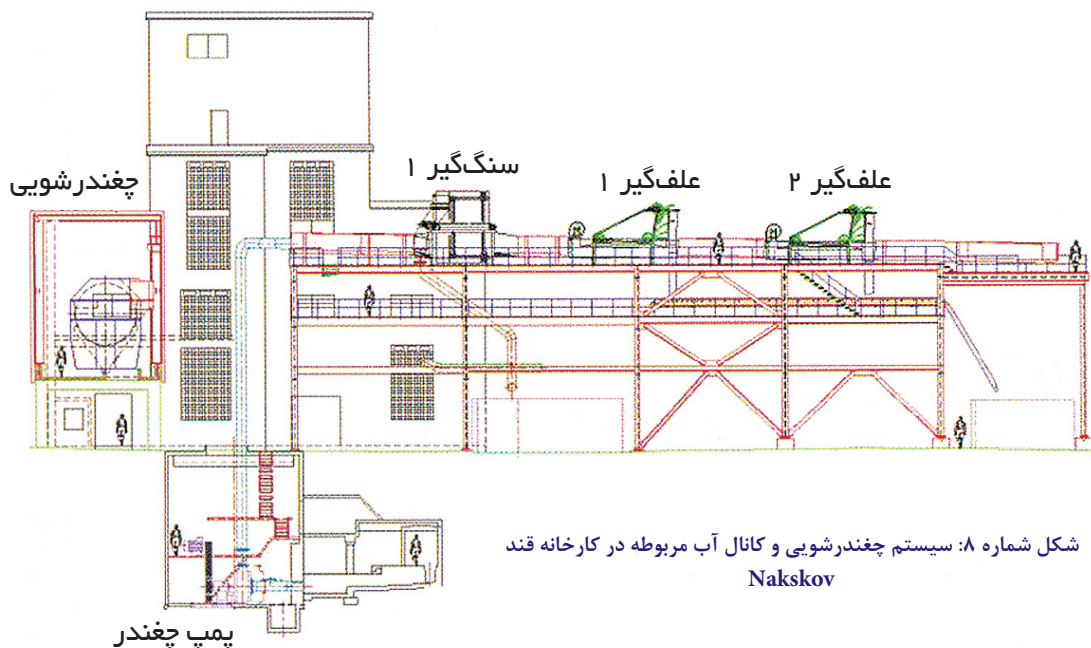 چغندرشویی
سنگ‌گیر ۱
علف‌گیر ۱
علف‌گیر ۲
پمپ چغندر
شکل شماره ۸: سیستم چغندرشویی و کانال آب مربوطه در کارخانه قند
Nakskov